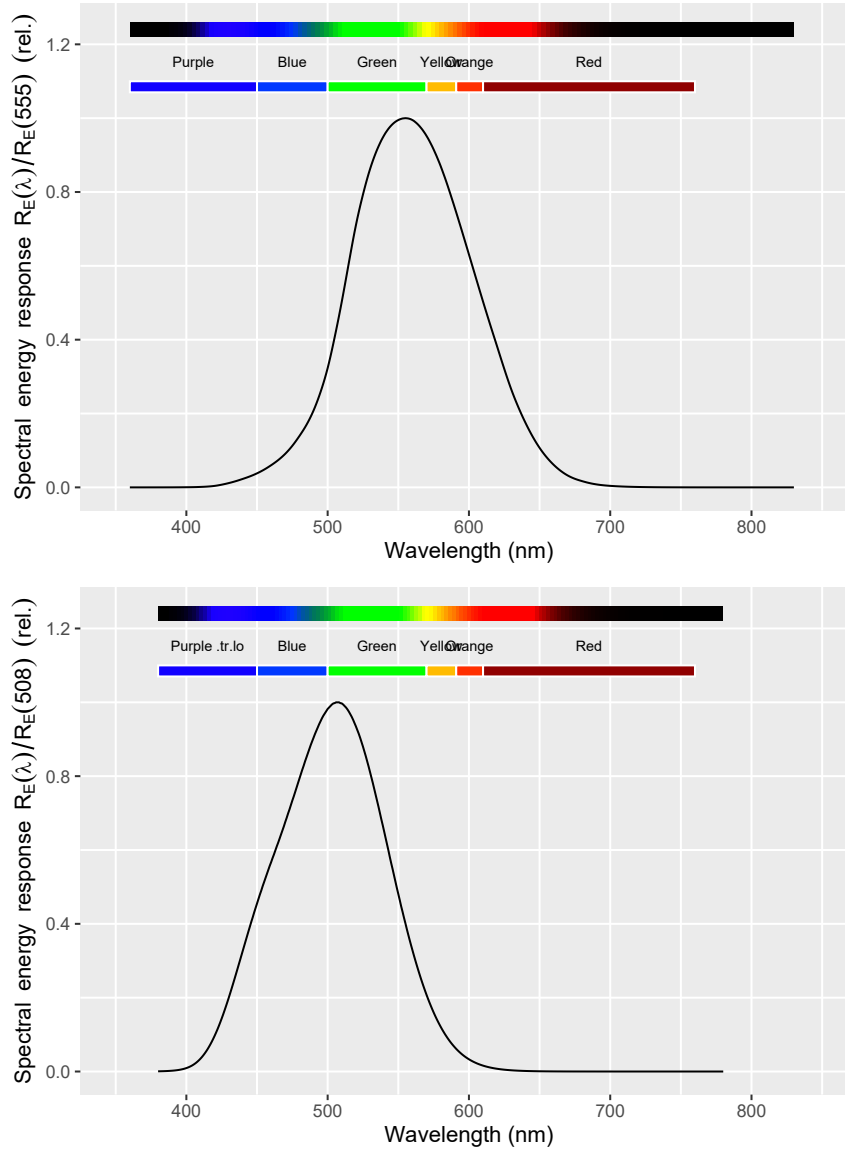 Spectral energy response R_E(λ)/R_E(555) (rel.)
1.2
0.8
0.4
0.0
Purple Blue Green Yellow Orange Red
400 500 600 700 800
Wavelength (nm)
Spectral energy response R_E(λ)/R_E(508) (rel.)
1.2
0.8
0.4
0.0
Purple .tr.lo Blue Green Yellow Orange Red
400 500 600 700 800
Wavelength (nm)